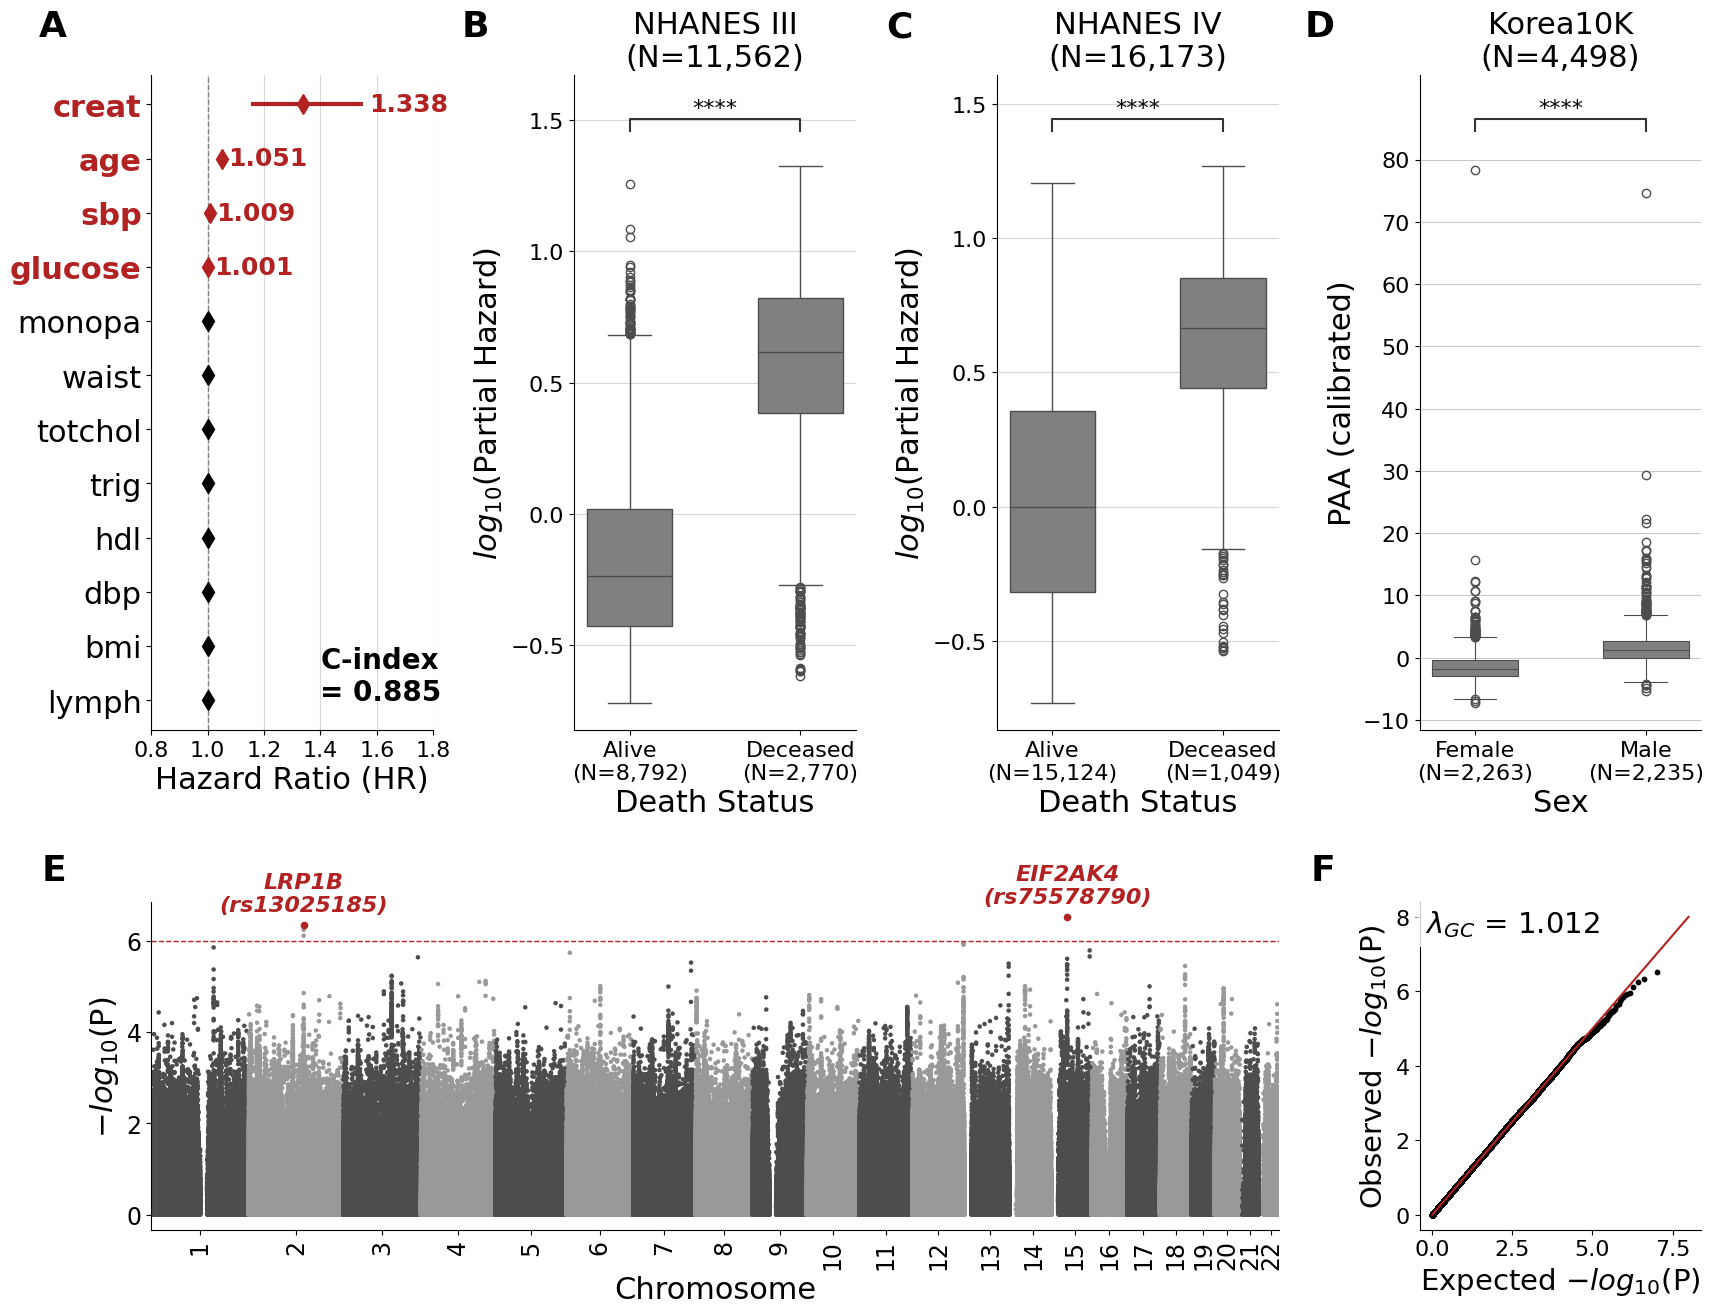 A
creat
age
sbp
glucose
monopa
waist
totchol
trig
hdl
dbp
bmi
lymph
1.338
1.051
1.009
1.001
C-index
= 0.885
0.8 1.0 1.2 1.4 1.6 1.8
Hazard Ratio (HR)
B
NHANES III
(N=11,562)
****
log10(Partial Hazard)
1.5
1.0
0.5
0.0
−0.5
Alive
(N=8,792)
Deceased
(N=2,770)
Death Status
C
NHANES IV
(N=16,173)
****
log10(Partial Hazard)
1.5
1.0
0.5
0.0
−0.5
Alive
(N=15,124)
Deceased
(N=1,049)
Death Status
D
Korea10K
(N=4,498)
****
PAA (calibrated)
80
70
60
50
40
30
20
10
0
−10
Female
(N=2,263)
Male
(N=2,235)
Sex
E
LRP1B
(rs13025185)
EIF2AK4
(rs75578790)
−log10(P)
6
4
2
0
1 2 3 4 5 6 7 8 9 10 11 12 13 14 15 16 17 18 19 20 21 22
Chromosome
F
λGC = 1.012
Observed −log10(P)
8
6
4
2
0
0.0 2.5 5.0 7.5
Expected −log10(P)